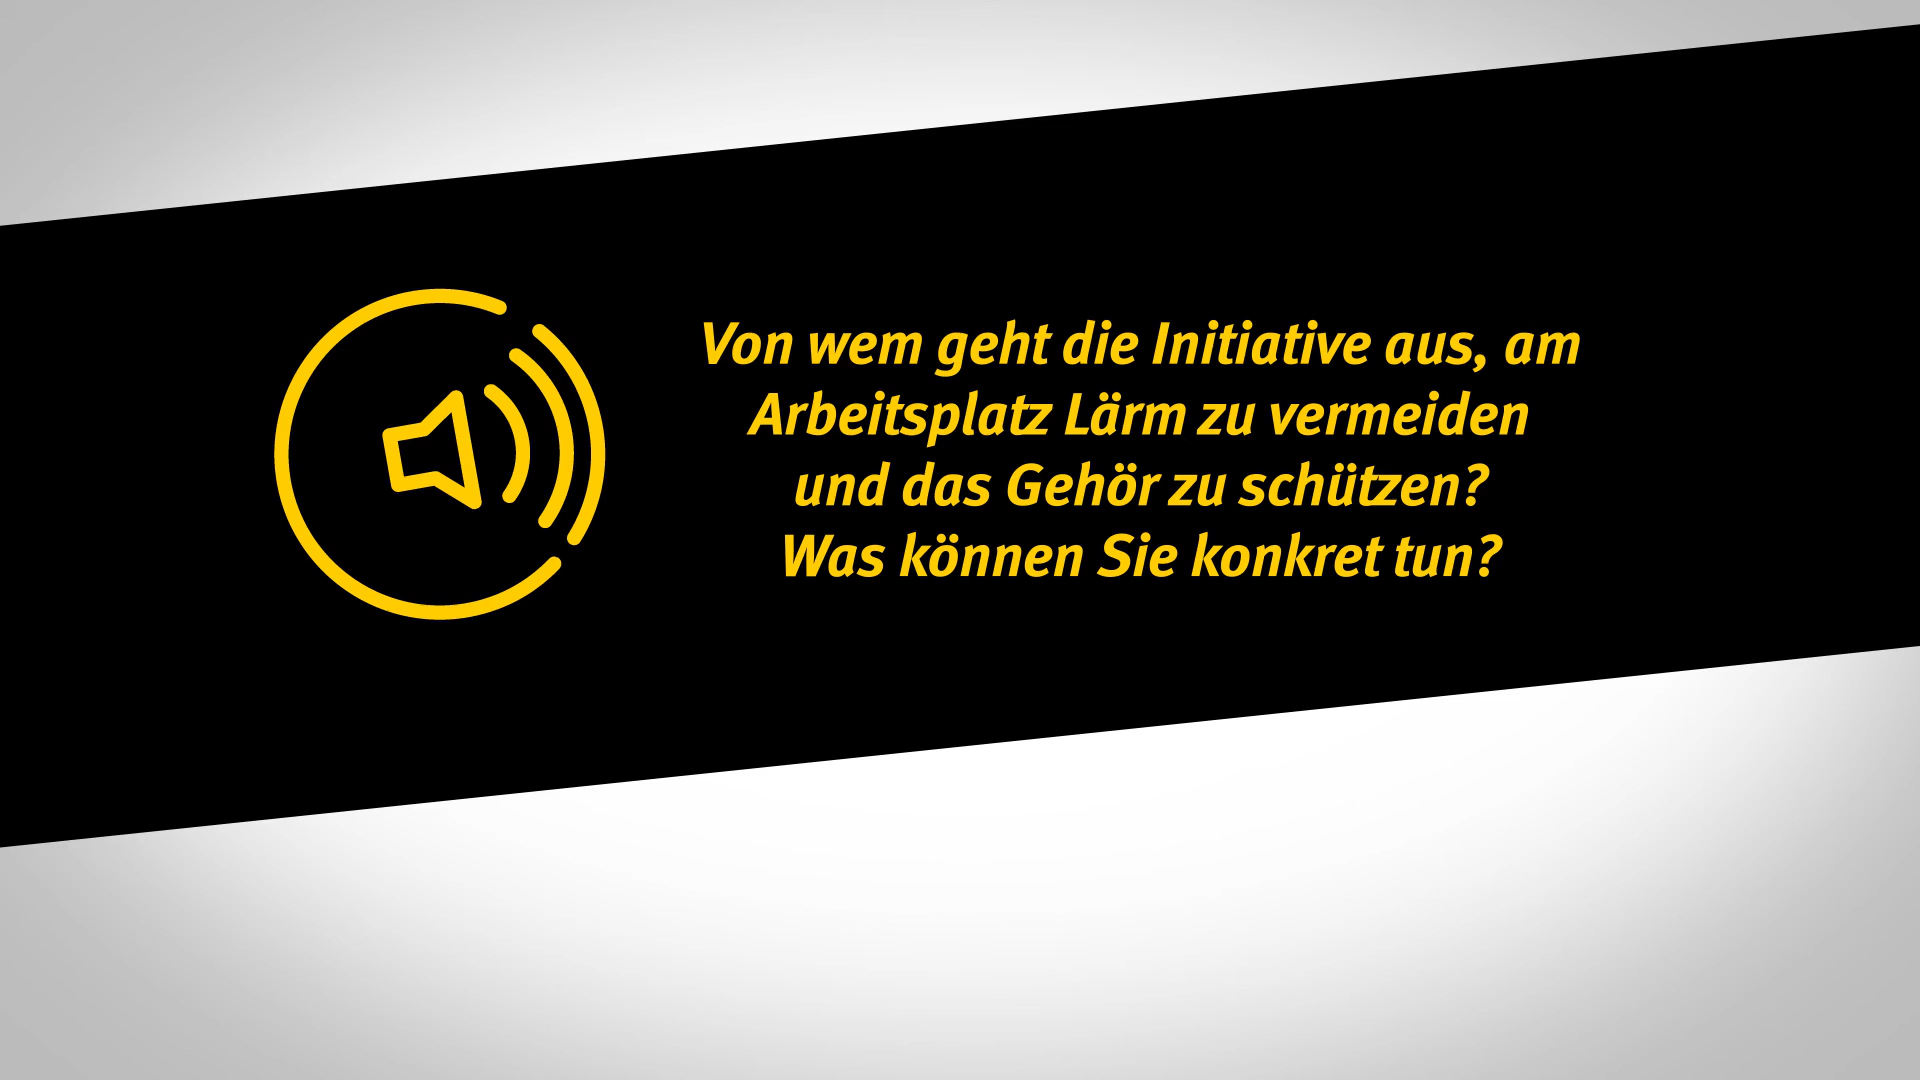 Von wem geht die Initiative aus, am
Arbeitsplatz Lärm zu vermeiden
und das Gehör zu schützen?
Was können Sie konkret tun?